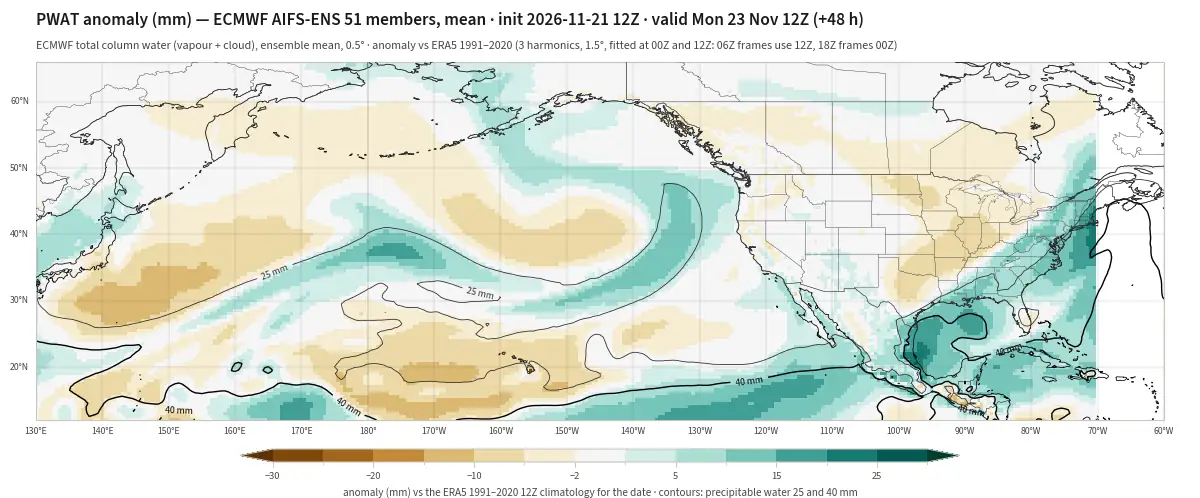 PWAT anomaly (mm) — ECMWF AIFS-ENS 51 members, mean · init 2026-11-21 12Z · valid Mon 23 Nov 12Z (+48 h)
ECMWF total column water (vapour + cloud), ensemble mean, 0.5° · anomaly vs ERA5 1991–2020 (3 harmonics, 1.5°, fitted at 00Z and 12Z: 06Z frames use 12Z, 18Z frames 00Z)
60°N
50°N
40°N
25 mm
25 mm
30°N
40 mm
20°N
40 mm
40 mm
40 mm
40 mm
130°E 140°E 150°E 160°E 170°E 180° 170°W 160°W 150°W 140°W 130°W 120°W 110°W 100°W 90°W 80°W 70°W 60°W
−30 −20 −10 −2 5 15 25
anomaly (mm) vs the ERA5 1991–2020 12Z climatology for the date · contours: precipitable water 25 and 40 mm